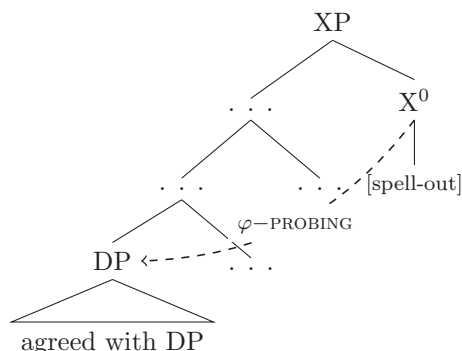 XP
. . .
X⁰
. . .
. . .
[spell-out]
φ−PROBING
DP
. . .
agreed with DP